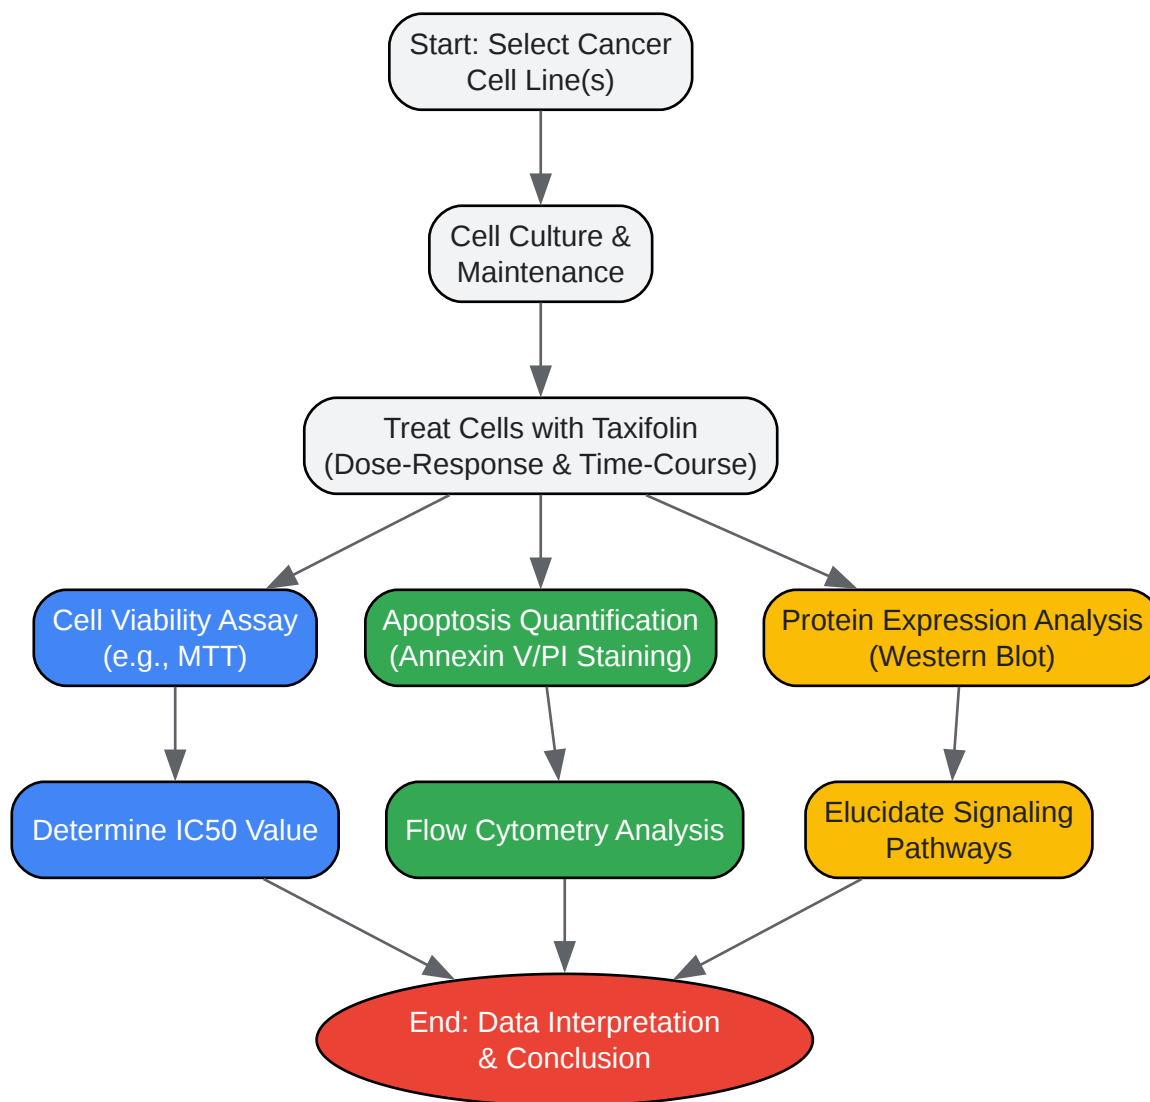 Start: Select Cancer
Cell Line(s)
Cell Culture &
Maintenance
Treat Cells with Taxifolin
(Dose-Response & Time-Course)
Cell Viability Assay
(e.g., MTT)
Apoptosis Quantification
(Annexin V/PI Staining)
Protein Expression Analysis
(Western Blot)
Determine IC50 Value
Flow Cytometry Analysis
Elucidate Signaling
Pathways
End: Data Interpretation
& Conclusion